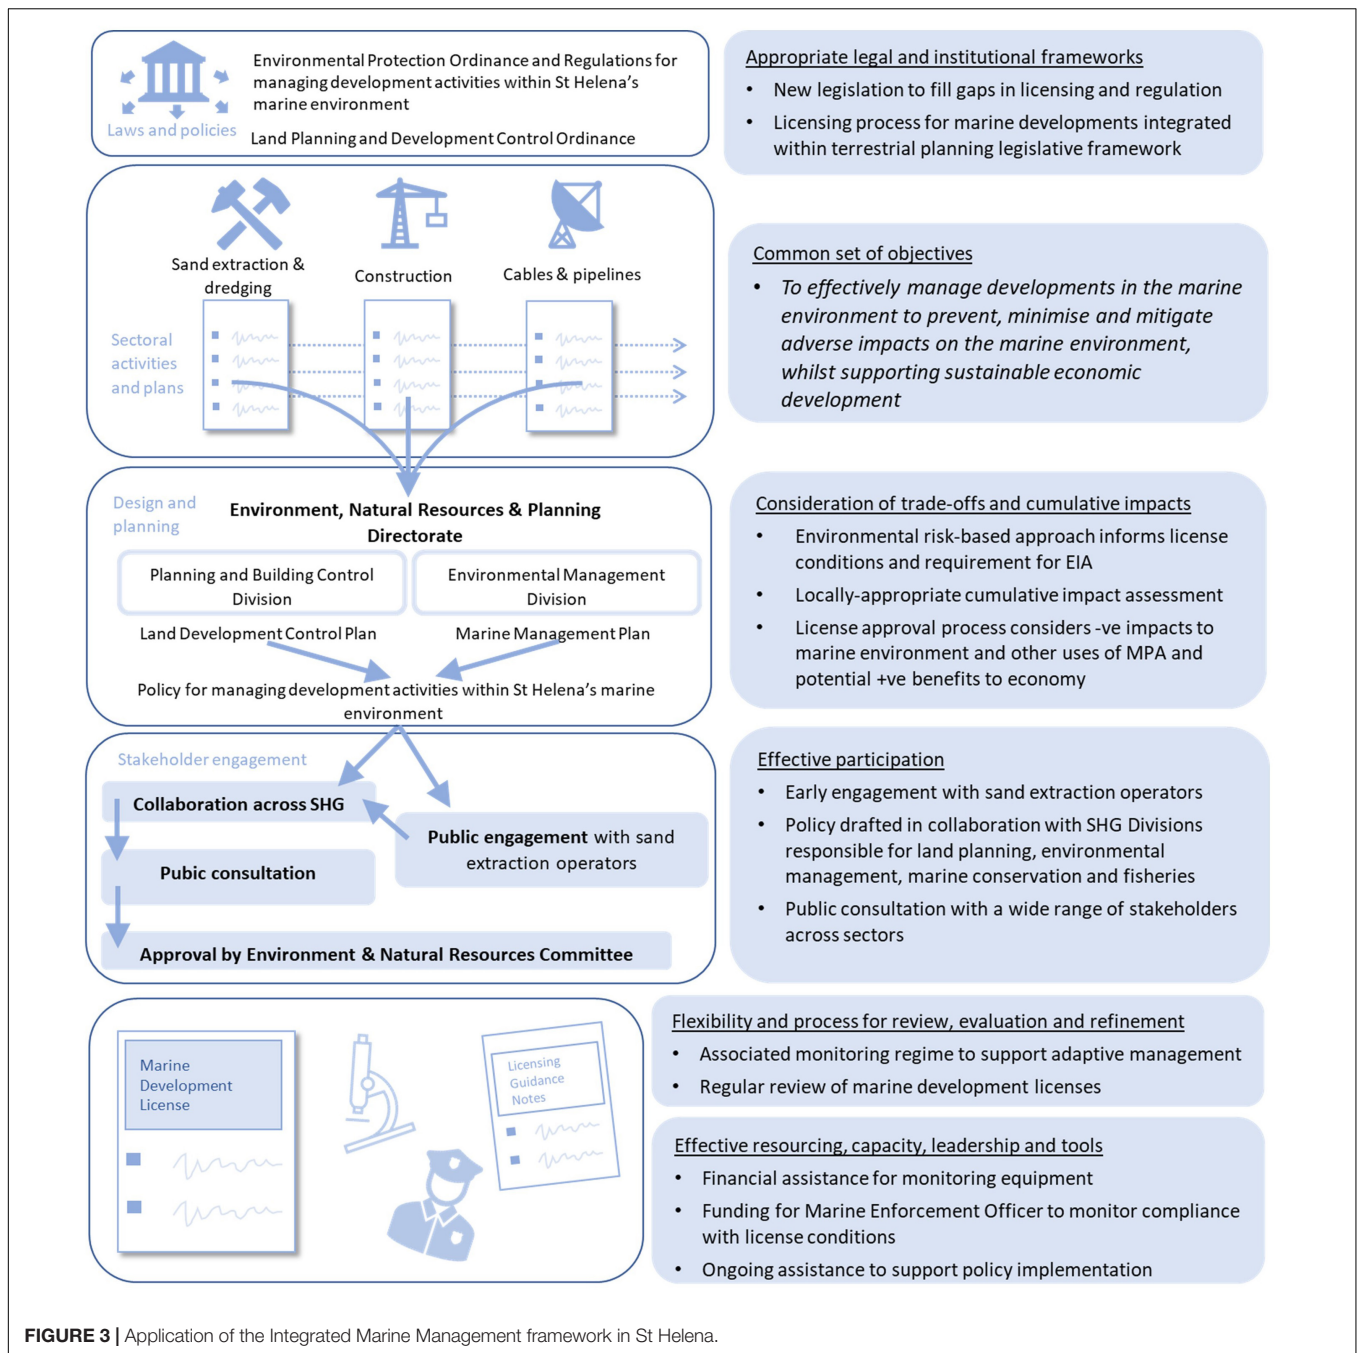 Environmental Protection Ordinance and Regulations for
managing development activities within St Helena's
marine environment
Laws and policies
Land Planning and Development Control Ordinance
Appropriate legal and institutional frameworks
• New legislation to fill gaps in licensing and regulation
• Licensing process for marine developments integrated
within terrestrial planning legislative framework
Sand extraction &
dredging
Construction
Cables & pipelines
Sectoral
activities
and plans
Common set of objectives
• To effectively manage developments in the marine
environment to prevent, minimise and mitigate
adverse impacts on the marine environment,
whilst supporting sustainable economic
development
Design and
planning
Environment, Natural Resources & Planning
Directorate
Planning and Building Control
Division
Environmental Management
Division
Land Development Control Plan
Marine Management Plan
Policy for managing development activities within St Helena's marine
environment
Consideration of trade-offs and cumulative impacts
• Environmental risk-based approach informs license
conditions and requirement for EIA
• Locally-appropriate cumulative impact assessment
• License approval process considers -ve impacts to
marine environment and other uses of MPA and
potential +ve benefits to economy
Stakeholder engagement
Collaboration across SHG
Public engagement with sand
extraction operators
Pubic consultation
Approval by Environment & Natural Resources Committee
Effective participation
• Early engagement with sand extraction operators
• Policy drafted in collaboration with SHG Divisions
responsible for land planning, environmental
management, marine conservation and fisheries
• Public consultation with a wide range of stakeholders
across sectors
Marine
Development
License
Licensing
Guidance
Notes
Flexibility and process for review, evaluation and refinement
• Associated monitoring regime to support adaptive management
• Regular review of marine development licenses
Effective resourcing, capacity, leadership and tools
• Financial assistance for monitoring equipment
• Funding for Marine Enforcement Officer to monitor compliance
with license conditions
• Ongoing assistance to support policy implementation
FIGURE 3 | Application of the Integrated Marine Management framework in St Helena.